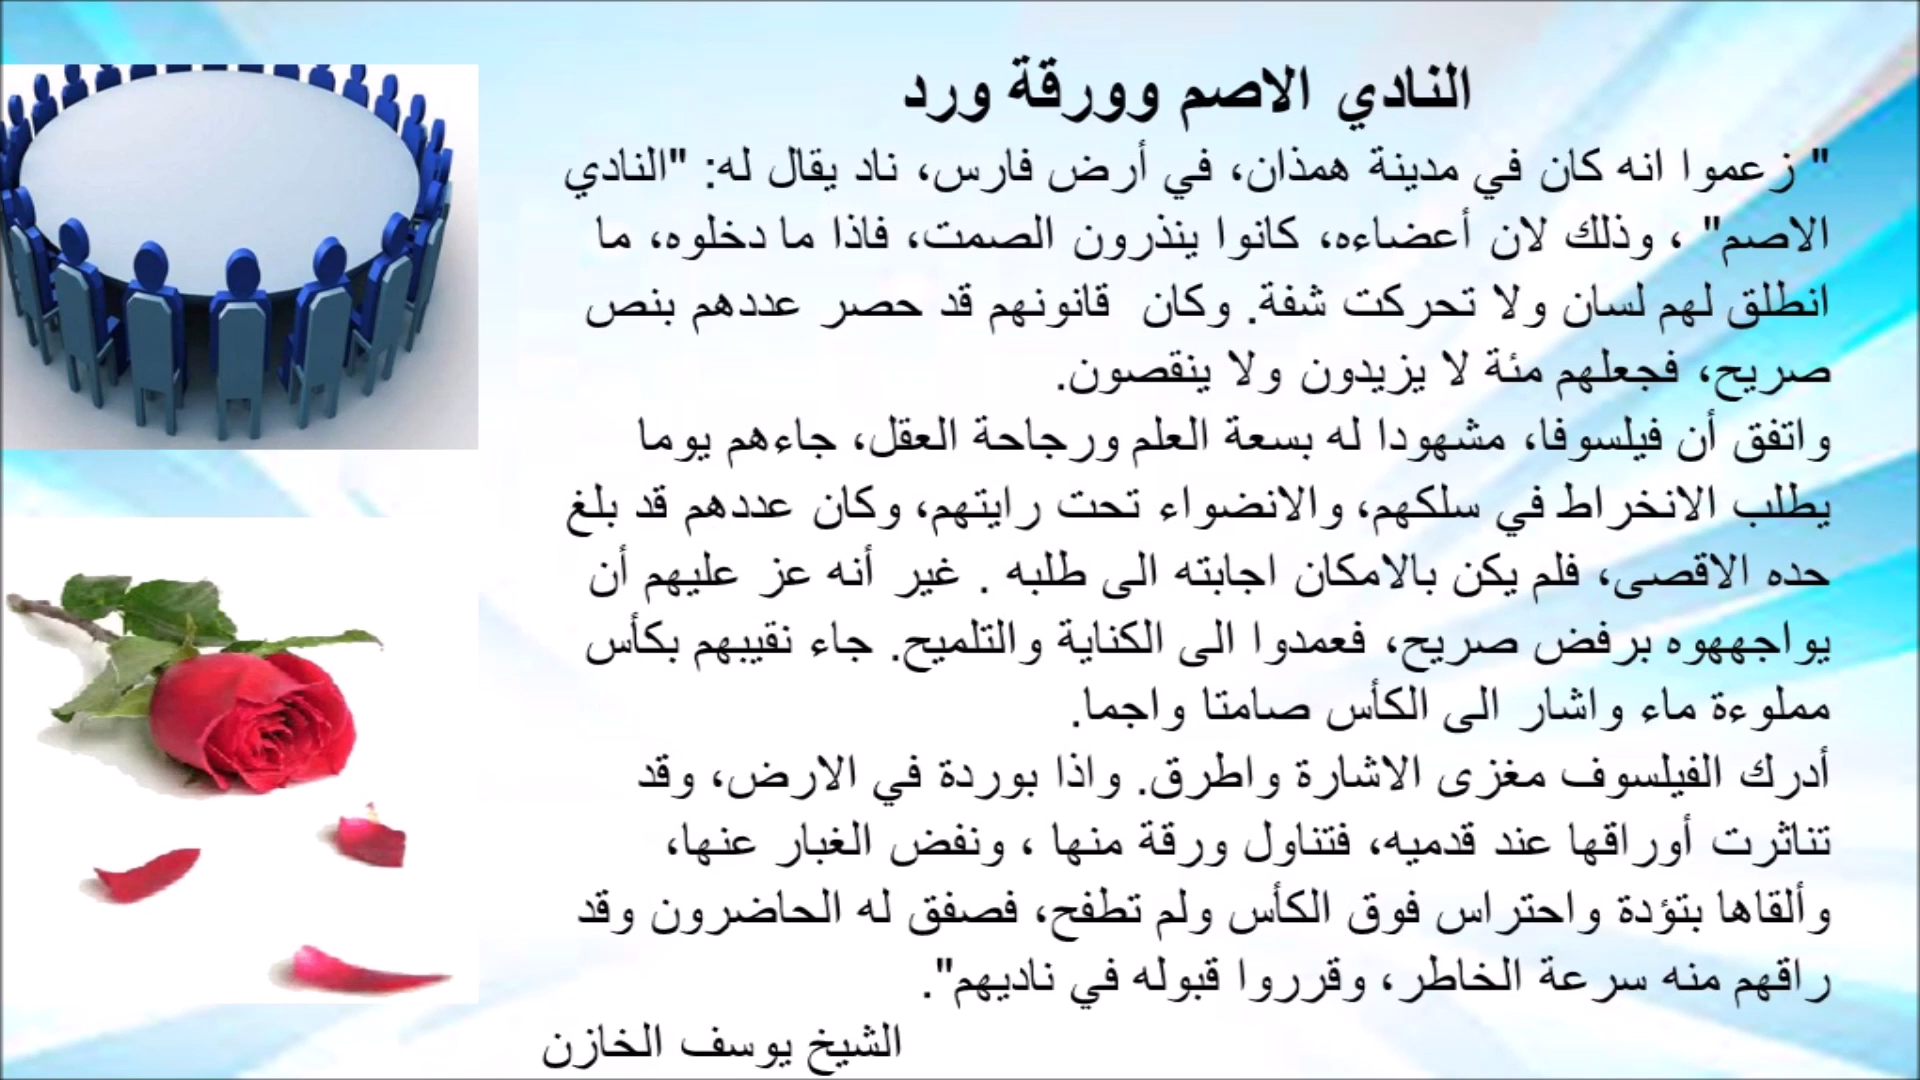 النادي الاصم وورقة ورد
" زعموا انه كان في مدينة همذان، في أرض فارس، ناد يقال له: "النادي
الاصم" ، وذلك لان أعضاءه، كانوا ينذرون الصمت، فاذا ما دخلوه، ما
انطلق لهم لسان ولا تحركت شفة. وكان قانونهم قد حصر عددهم بنص
صريح، فجعلهم مئة لا يزيدون ولا ينقصون.
واتفق أن فيلسوفا، مشهودا له بسعة العلم ورجاحة العقل، جاءهم يوما
يطلب الانخراط في سلكهم، والانضواء تحت رايتهم، وكان عددهم قد بلغ
حده الاقصى، فلم يكن بالامكان اجابته الى طلبه . غير أنه عز عليهم أن
يواجههوه برفض صريح، فعمدوا الى الكناية والتلميح. جاء نقيبهم بكأس
مملوءة ماء واشار الى الكأس صامتا واجما.
أدرك الفيلسوف مغزى الاشارة واطرق. واذا بوردة في الارض، وقد
تناثرت أوراقها عند قدميه، فتناول ورقة منها ، ونفض الغبار عنها،
وألقاها بتؤدة واحتراس فوق الكأس ولم تطفح، فصفق له الحاضرون وقد
راقهم منه سرعة الخاطر، وقرروا قبوله في ناديهم".
الشيخ يوسف الخازن